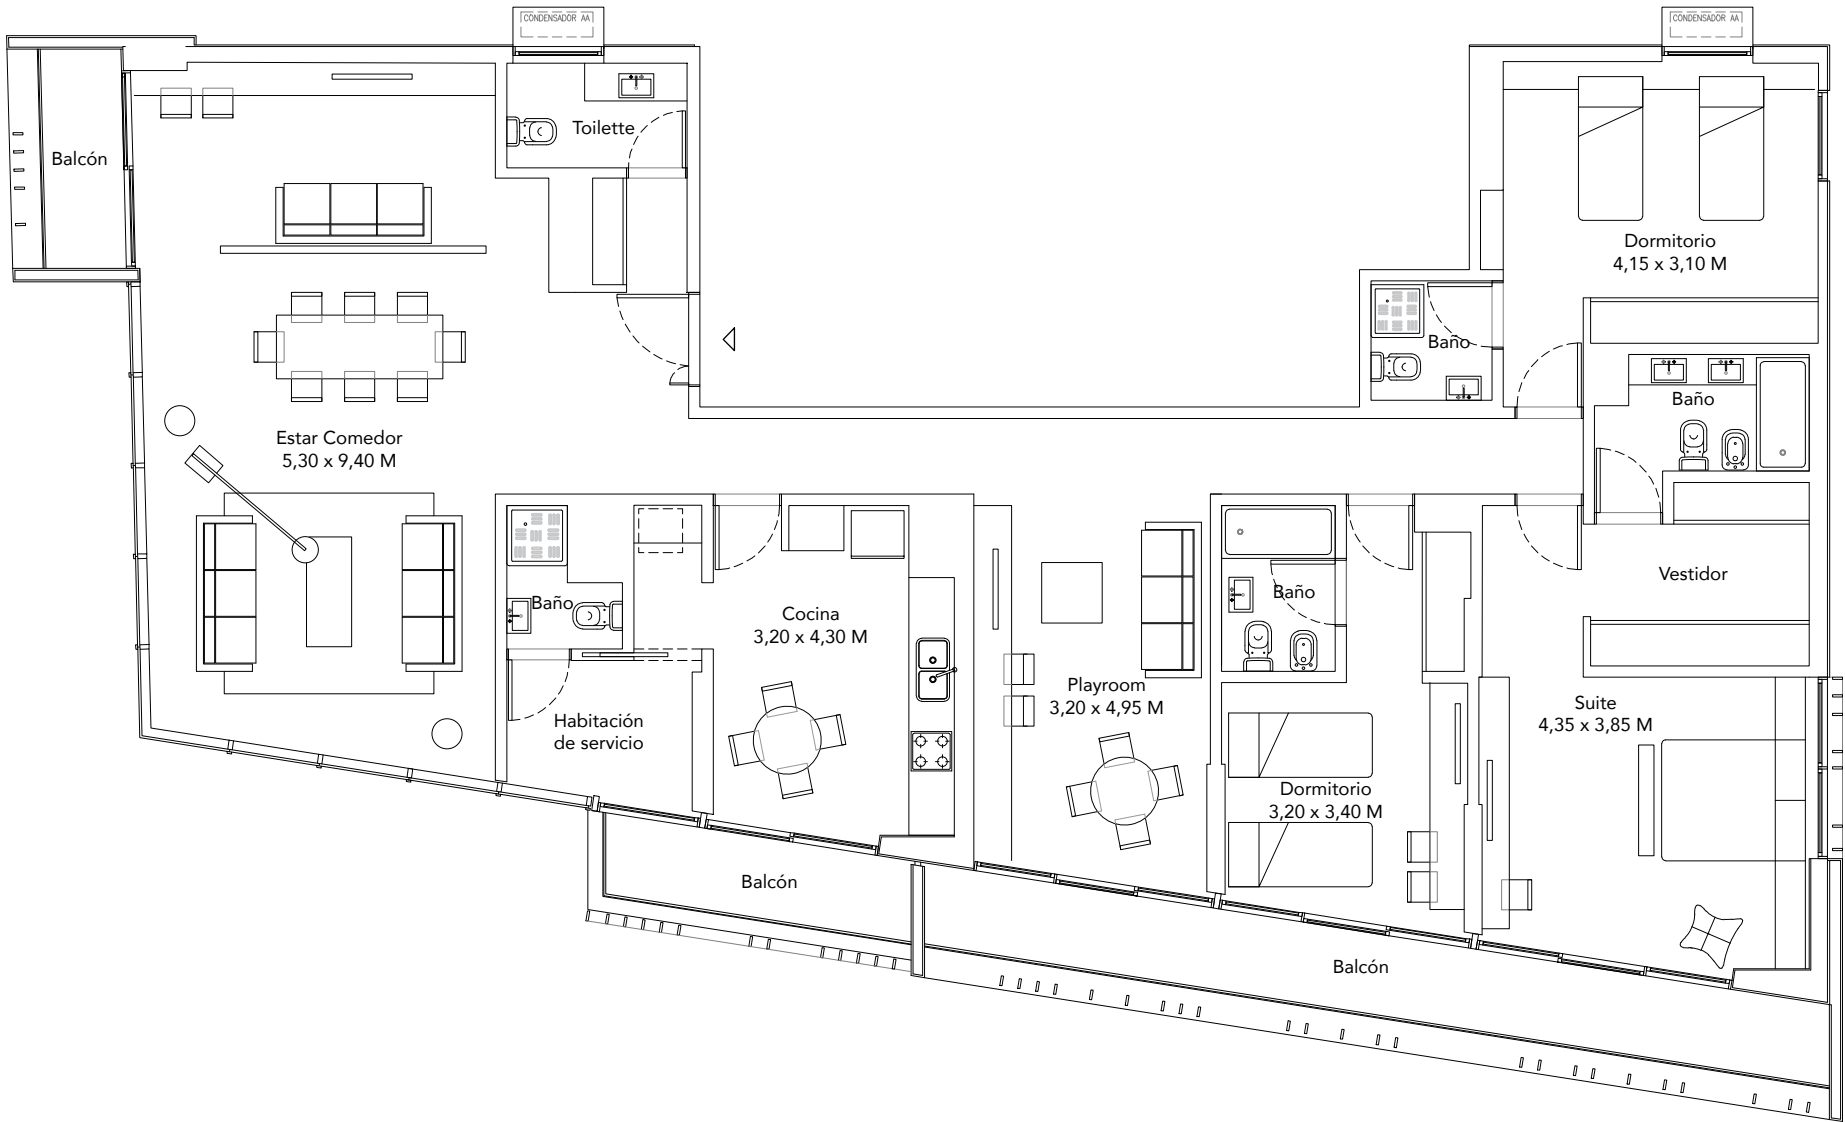 CONDENSADOR AA
CONDENSADOR AA
Balcón
Toilette
Dormitorio
4,15 x 3,10 M
Baño
Baño
Estar Comedor
5,30 x 9,40 M
Vestidor
Baño
Cocina
3,20 x 4,30 M
Baño
Playroom
3,20 x 4,95 M
Suite
4,35 x 3,85 M
Habitación
de servicio
Dormitorio
3,20 x 3,40 M
Balcón
Balcón